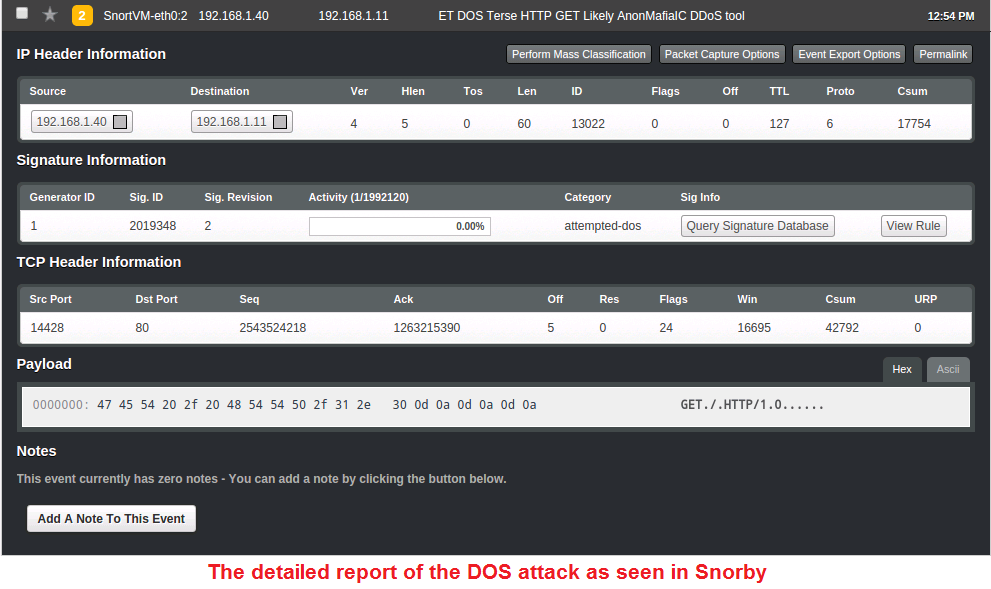 2 SnortVM-eth0:2 192.168.1.40 192.168.1.11 ET DOS Terse HTTP GET Likely AnonMafiaIC DDoS tool 12:54 PM
IP Header Information Perform Mass Classification Packet Capture Options Event Export Options Permalink
Source Destination Ver Hlen Tos Len ID Flags Off TTL Proto Csum
192.168.1.40 192.168.1.11 4 5 0 60 13022 0 0 127 6 17754
Signature Information
Generator ID Sig. ID Sig. Revision Activity (1/1992120) Category Sig Info
1 2019348 2 0.00% attempted-dos Query Signature Database View Rule
TCP Header Information
Src Port Dst Port Seq Ack Off Res Flags Win Csum URP
14428 80 2543524218 1263215390 5 0 24 16695 42792 0
Payload Hex Ascii
0000000: 47 45 54 20 2f 20 48 54 54 50 2f 31 2e 30 0d 0a 0d 0a 0d 0a GET./.HTTP/1.0......
Notes
This event currently has zero notes - You can add a note by clicking the button below.
Add A Note To This Event
The detailed report of the DOS attack as seen in Snorby